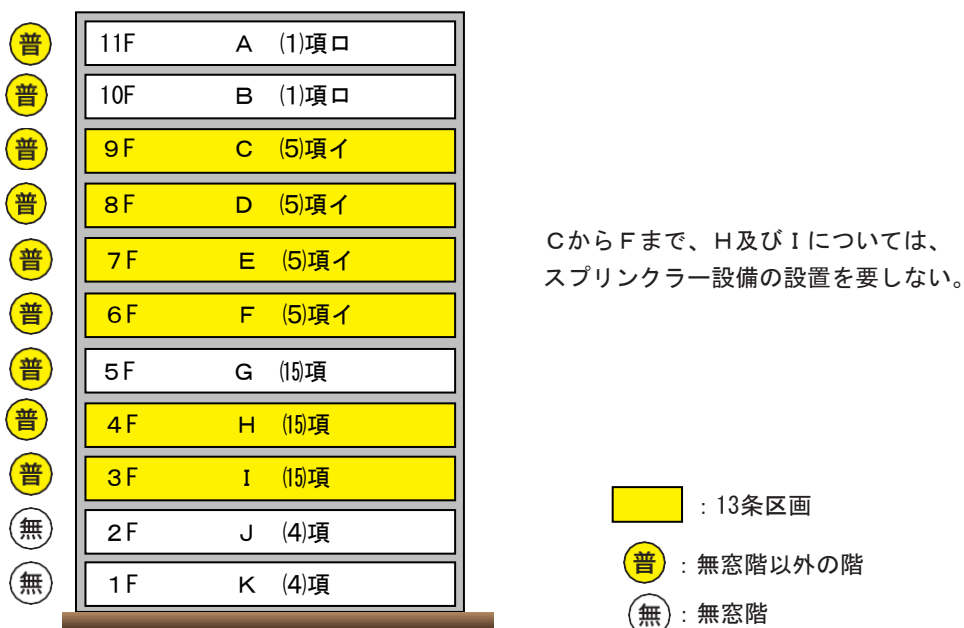 普 11F A (1)項ロ
普 10F B (1)項ロ
普 9F C (5)項イ
普 8F D (5)項イ
普 7F E (5)項イ
普 6F F (5)項イ
普 5F G (15)項
普 4F H (15)項
普 3F I (15)項
無 2F J (4)項
無 1F K (4)項
CからFまで、H及びIについては、
スプリンクラー設備の設置を要しない。
：13条区画
普：無窓階以外の階
無：無窓階